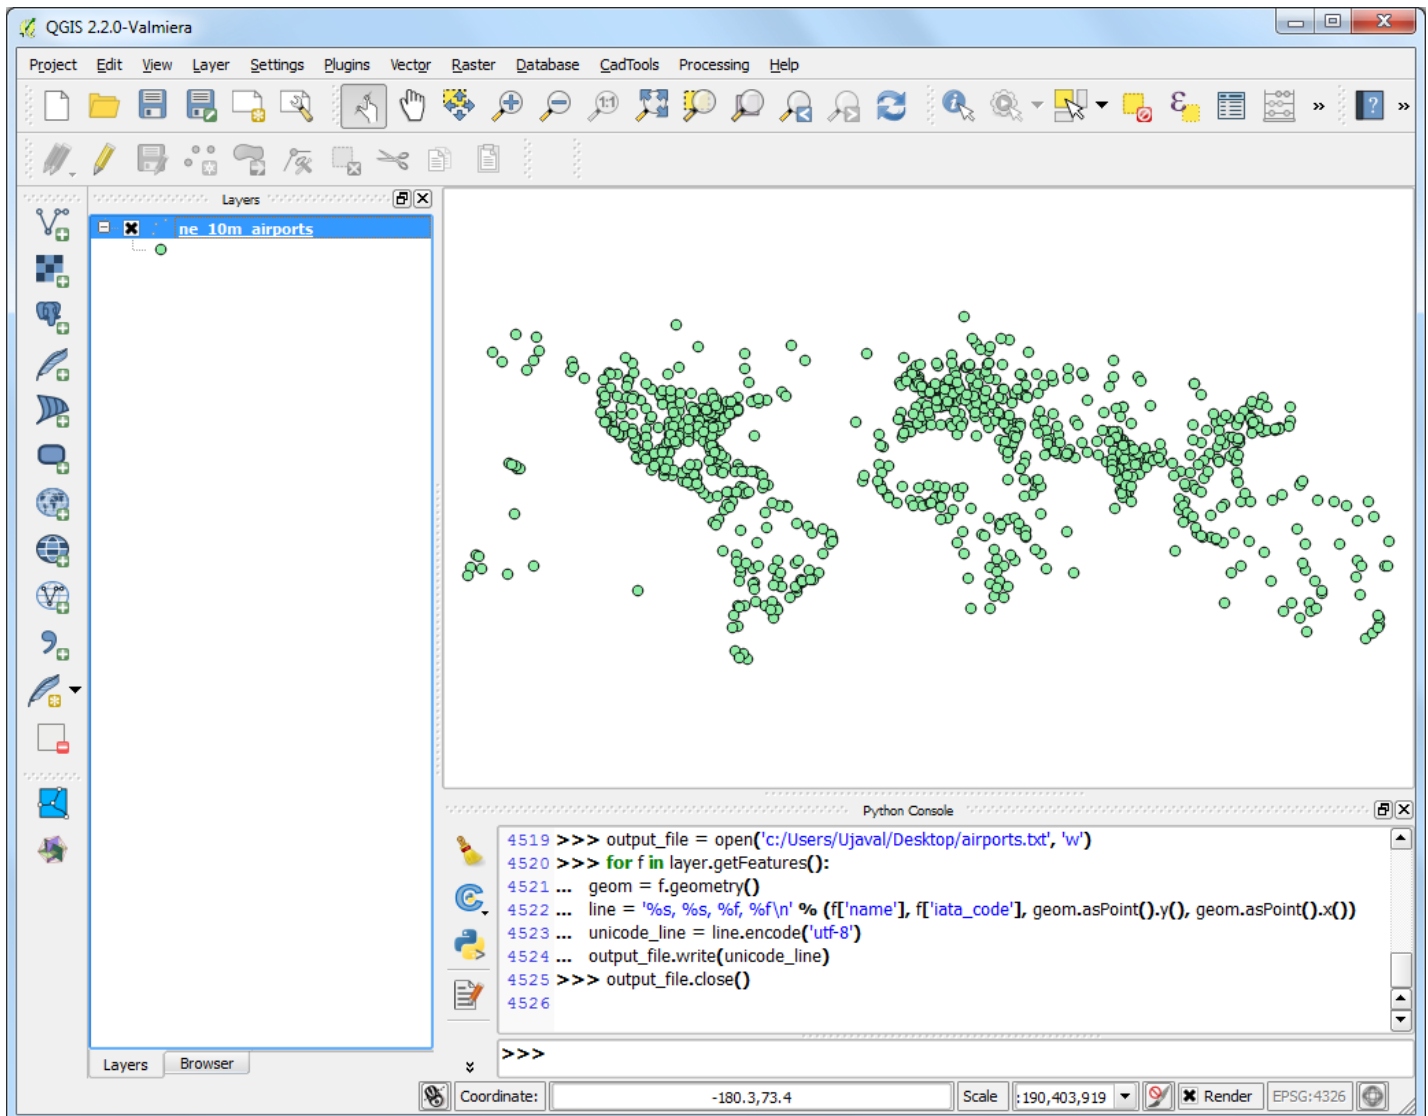 QGIS 2.2.0-Valmiera
Project Edit View Layer Settings Plugins Vector Raster Database CadTools Processing Help
1:1
ε
»
?
»
Layers
ne_10m_airports
Python Console
4519 >>> output_file = open('c:/Users/Ujaval/Desktop/airports.txt', 'w')
4520 >>> for f in layer.getFeatures():
4521 ... geom = f.geometry()
4522 ... line = '%s, %s, %f, %f\n' % (f['name'], f['iata_code'], geom.asPoint().y(), geom.asPoint().x())
4523 ... unicode_line = line.encode('utf-8')
4524 ... output_file.write(unicode_line)
4525 >>> output_file.close()
4526
>>>
Layers Browser
Coordinate: -180.3,73.4 Scale :190,403,919 Render EPSG:4326